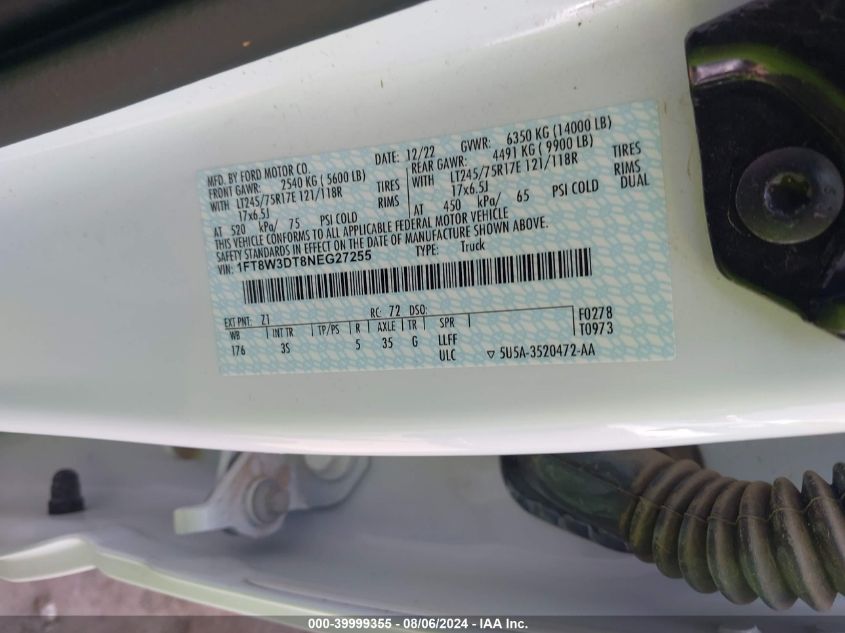 MFD. BY FORD MOTOR CO.
DATE: 12/22 GVWR: 6350 KG (14000 LB)
FRONT GAWR: 2540 KG ( 5600 LB)
REAR GAWR: 4491 KG ( 9900 LB)
WITH LT245/75R17E 121/118R TIRES
WITH LT245/75R17E 121/118R TIRES
17x6.5J RIMS
17x6.5J RIMS
AT 520 kPa/ 75 PSI COLD
AT 450 kPa/ 65 PSI COLD DUAL
THIS VEHICLE CONFORMS TO ALL APPLICABLE FEDERAL MOTOR VEHICLE
SAFETY STANDARDS IN EFFECT ON THE DATE OF MANUFACTURE SHOWN ABOVE.
VIN: 1FT8W3DT8NEG27255 TYPE: Truck
EXT PNT: Z1 RC: 72 DSO:
WB INT TR TP/PS R AXLE TR SPR F0278
176 3S 5 35 G LLFF T0973
ULC ▽ 5U5A-3520472-AA
000-39999355 - 08/06/2024 - IAA Inc.